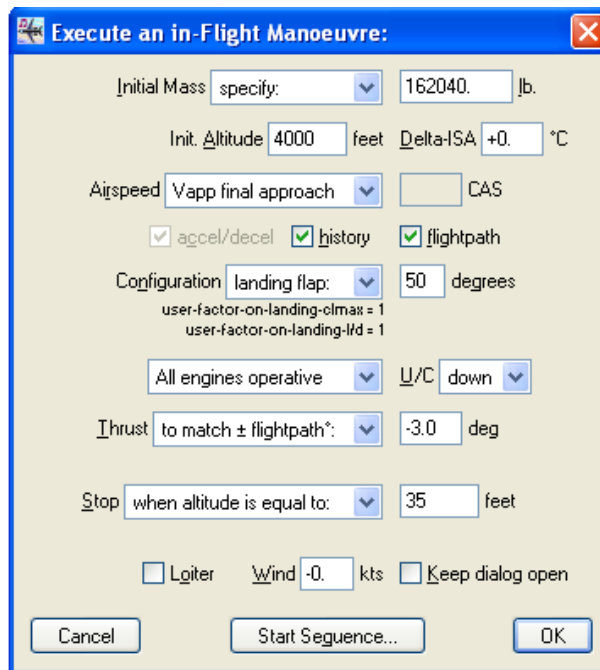 Execute an in-Flight Manoeuvre:
Initial Mass specify: 162040. lb.
Init. Altitude 4000 feet Delta-ISA +0. °C
Airspeed Vapp final approach CAS
accel/decel history flightpath
Configuration landing flap: 50 degrees
user-factor-on-landing-clmax = 1
user-factor-on-landing-l/d = 1
All engines operative U/C down
Thrust to match ± flightpath°: -3.0 deg
Stop when altitude is equal to: 35 feet
Loiter Wind -0. kts Keep dialog open
Cancel Start Sequence... OK